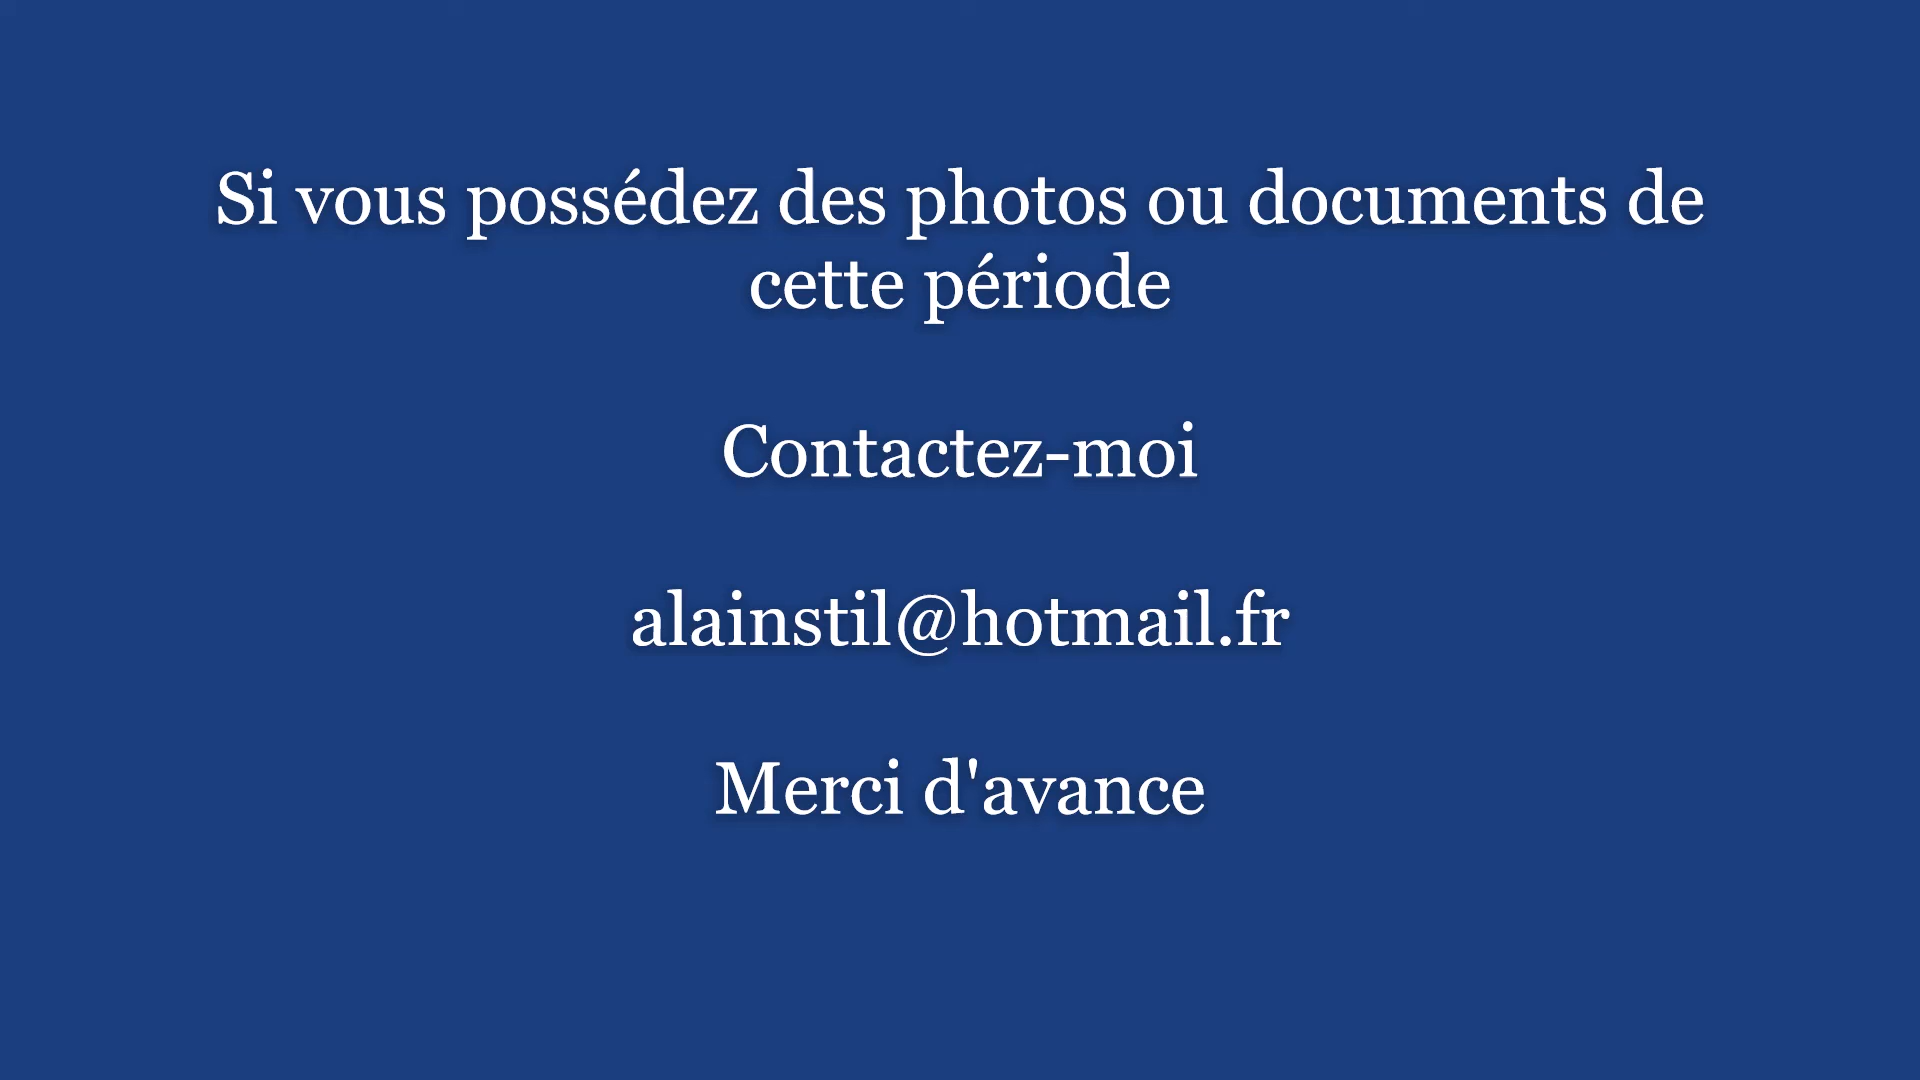 Si vous possédez des photos ou documents de
cette période
Contactez-moi
alainstil@hotmail.fr
Merci d'avance